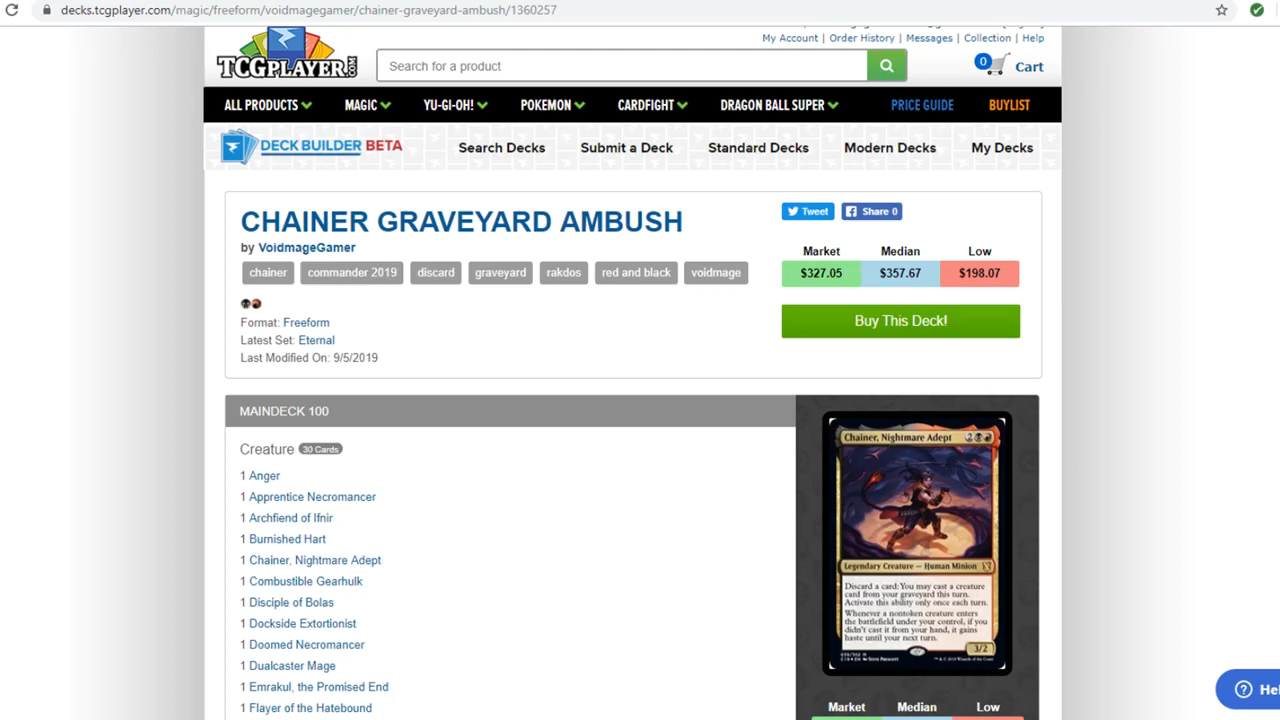 decks.tcgplayer.com/magic/freeform/voidmagegamer/chainer-graveyard-ambush/1360257
My Account | Order History | Messages | Collection | Help
TCGPLAYER.COM
Search for a product
0 Cart
ALL PRODUCTS MAGIC YU-GI-OH! POKEMON CARDFIGHT DRAGON BALL SUPER PRICE GUIDE BUYLIST
DECK BUILDER BETA Search Decks Submit a Deck Standard Decks Modern Decks My Decks
CHAINER GRAVEYARD AMBUSH
by VoidmageGamer
chainer commander 2019 discard graveyard rakdos red and black voidmage
Format: Freeform
Latest Set: Eternal
Last Modified On: 9/5/2019
Tweet Share 0
Market Median Low
$327.05 $357.67 $198.07
Buy This Deck!
MAINDECK 100
Creature 30 Cards
1 Anger
1 Apprentice Necromancer
1 Archfiend of Ifnir
1 Burnished Hart
1 Chainer, Nightmare Adept
1 Combustible Gearhulk
1 Disciple of Bolas
1 Dockside Extortionist
1 Doomed Necromancer
1 Dualcaster Mage
1 Emrakul, the Promised End
1 Flayer of the Hatebound
Chainer, Nightmare Adept 2
Legendary Creature — Human Minion
Discard a card: You may cast a creature
card from your graveyard this turn.
Activate this ability only once each turn.
Whenever a nontoken creature enters
the battlefield under your control, if you
didn't cast it from your hand, it gains
haste until your next turn.
3/2
Market Median Low
Hel